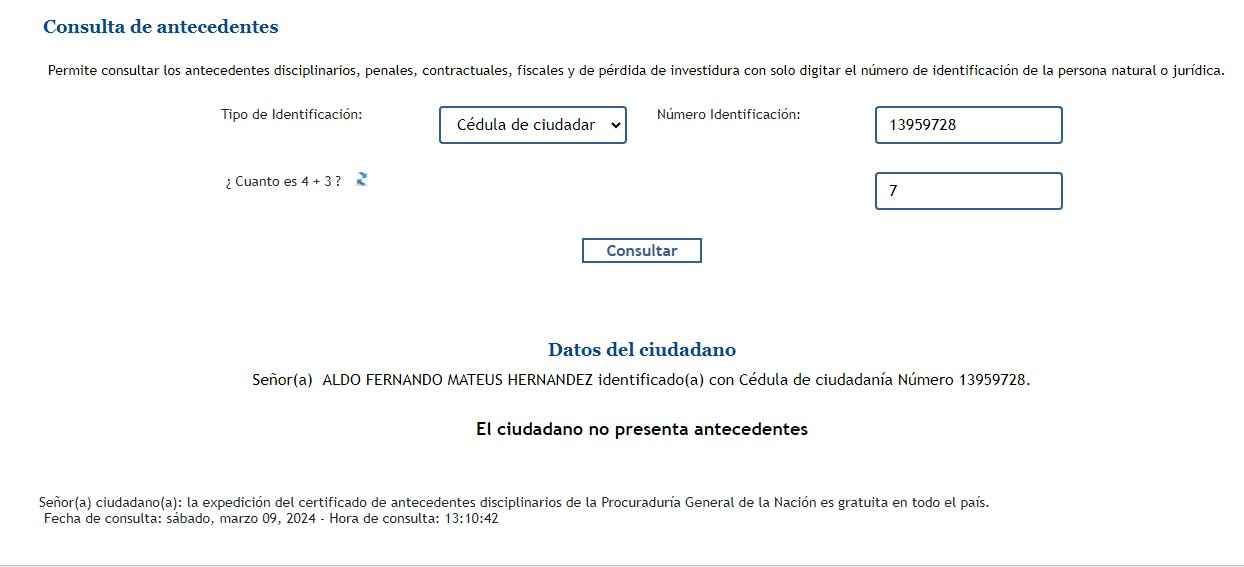 Consulta de antecedentes
Permite consultar los antecedentes disciplinarios, penales, contractuales, fiscales y de pérdida de investidura con solo digitar el número de identificación de la persona natural o jurídica.
Tipo de Identificación: Cédula de ciudadar Número Identificación: 13959728
¿ Cuanto es 4 + 3 ? 7
Consultar
Datos del ciudadano
Señor(a) ALDO FERNANDO MATEUS HERNANDEZ identificado(a) con Cédula de ciudadanía Número 13959728.
El ciudadano no presenta antecedentes
Señor(a) ciudadano(a): la expedición del certificado de antecedentes disciplinarios de la Procuraduría General de la Nación es gratuita en todo el país.
Fecha de consulta: sábado, marzo 09, 2024 - Hora de consulta: 13:10:42